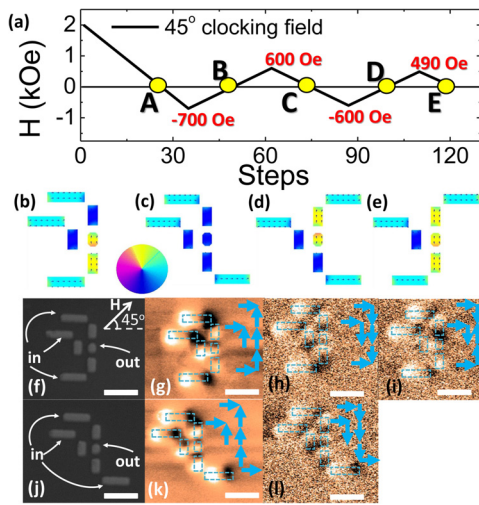 (a)
45° clocking field
H (kOe)
2
1
0
-1
A
B
C
D
E
-700 Oe
600 Oe
-600 Oe
490 Oe
0
30
60
90
120
Steps
(b)
(c)
(d)
(e)
H
45°
in
out
(f)
(g)
(h)
(i)
in
out
(j)
(k)
(l)